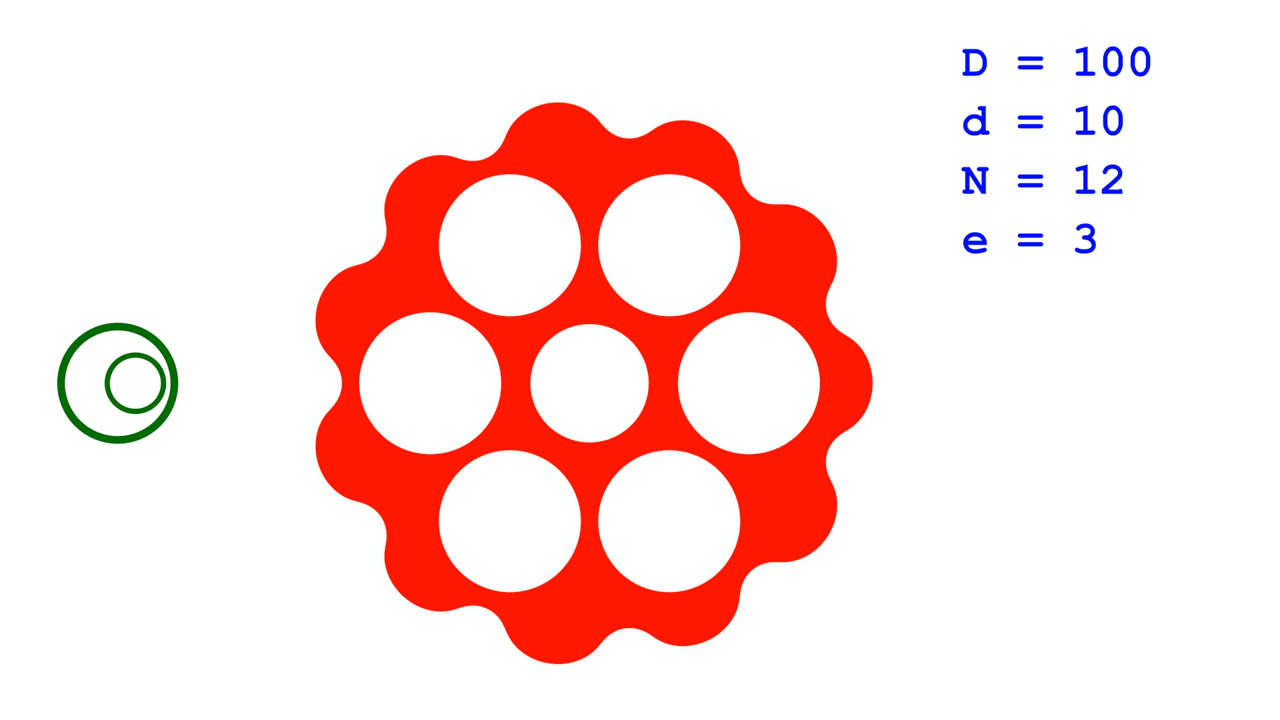 D = 100
d = 10
N = 12
e = 3